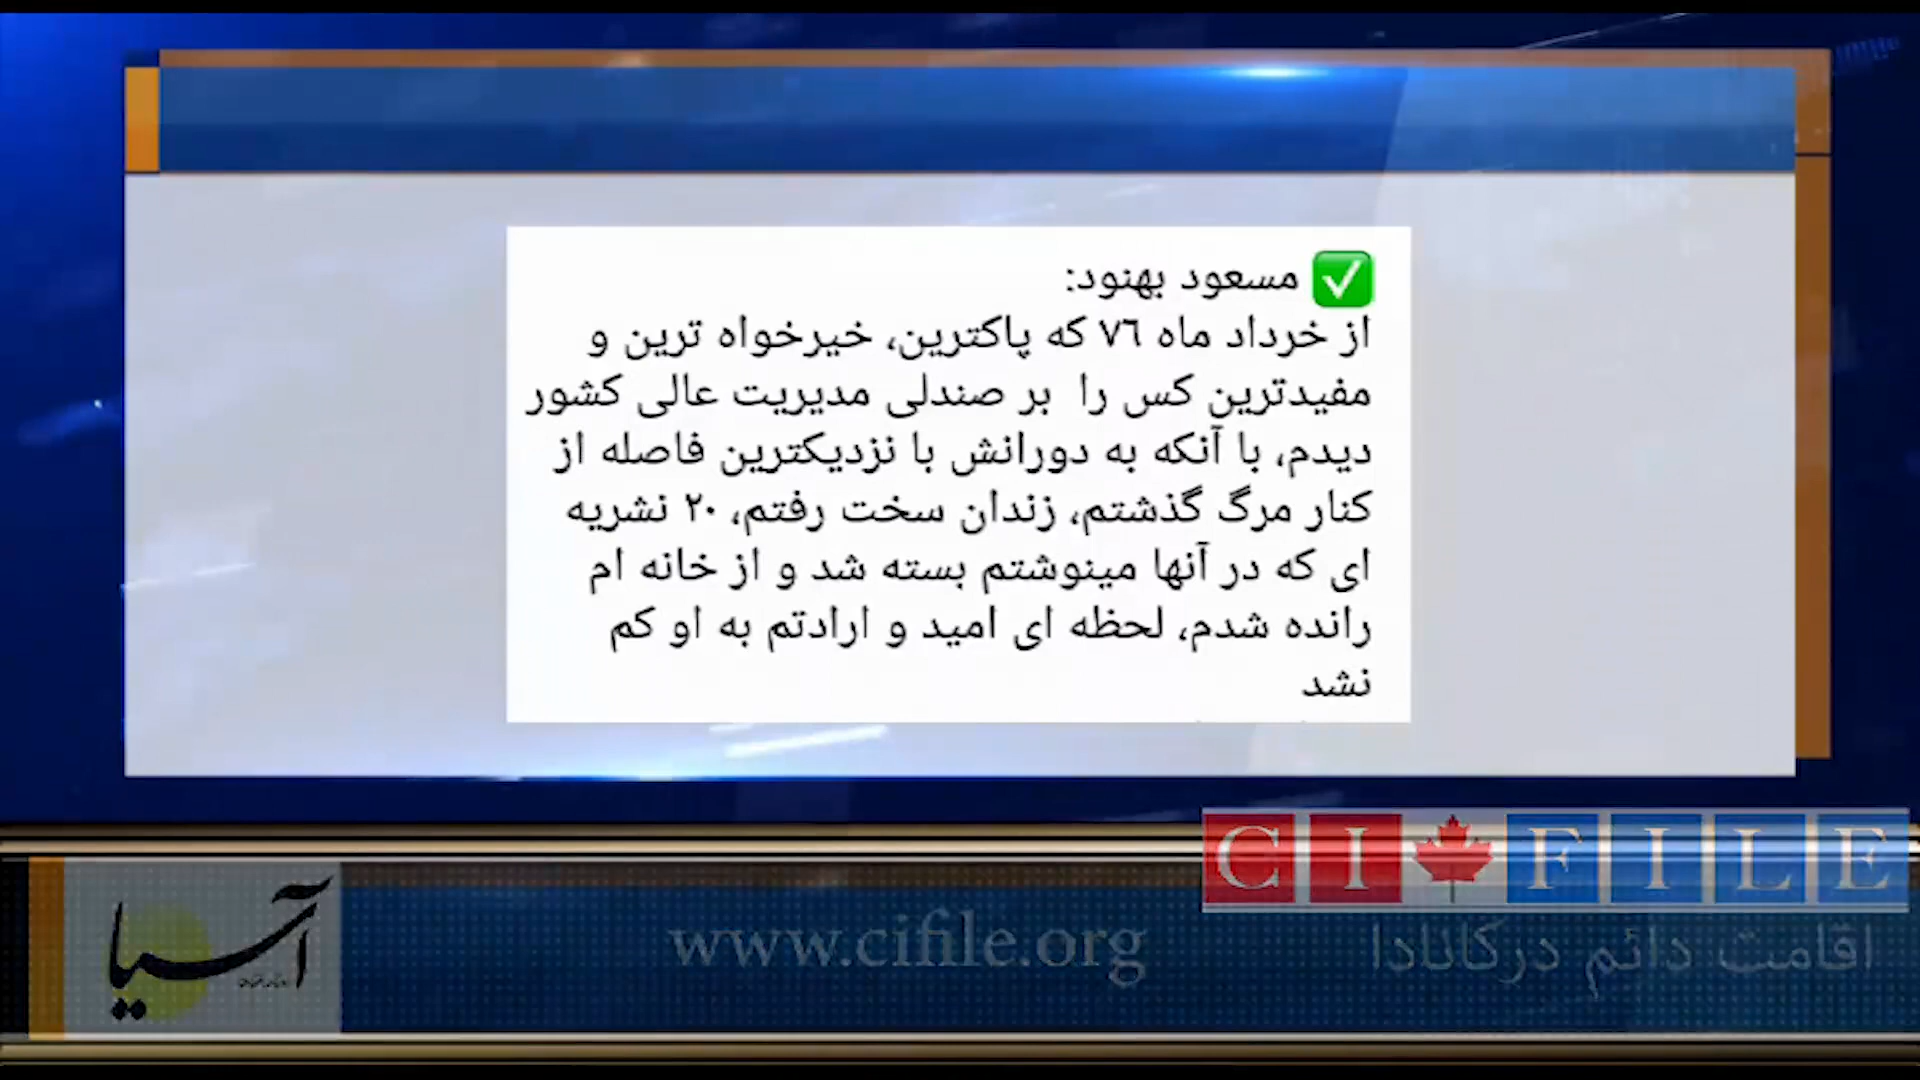 ✅ مسعود بهنود:
از خرداد ماه ٧٦ که پاکترین، خیرخواه ترین و
مفیدترین کس را بر صندلی مدیریت عالی کشور
دیدم، با آنکه به دورانش با نزدیکترین فاصله از
کنار مرگ گذشتم، زندان سخت رفتم، ٢٠ نشریه
ای که در آنها مینوشتم بسته شد و از خانه ام
رانده شدم، لحظه ای امید و ارادتم به او کم
نشد
CI FILE
آسیا
www.cifile.org
اقامت دائم درکانادا